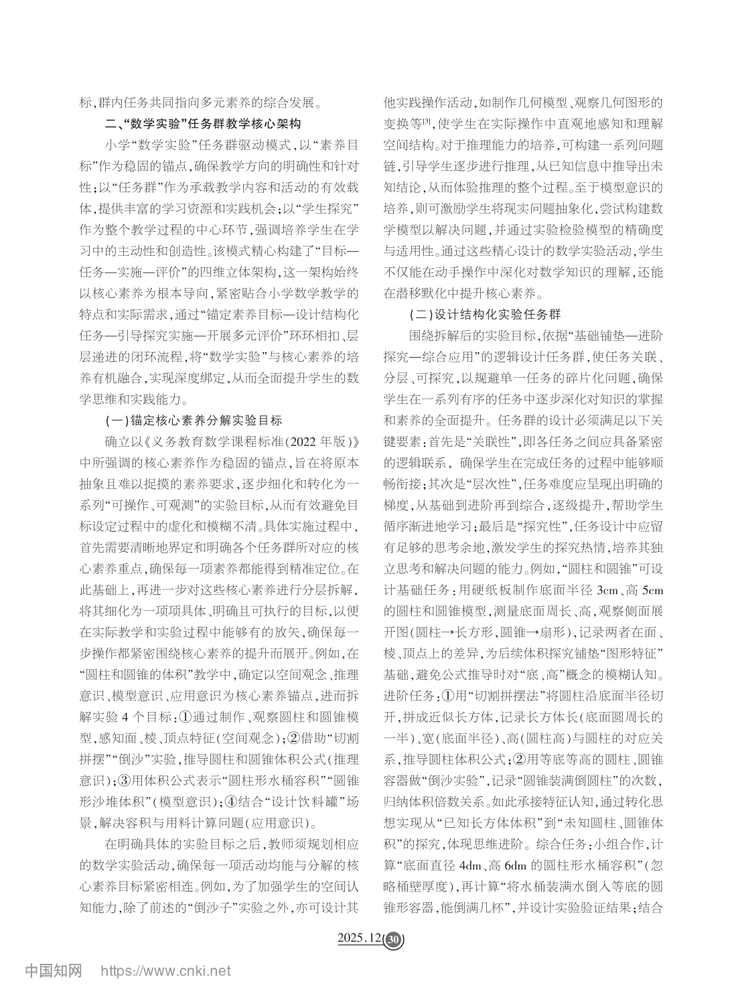 标,群内任务共同指向多元素养的综合发展。
二、“数学实验”任务群教学核心架构
小学“数学实验”任务群驱动模式,以“素养目
标”作为稳固的锚点,确保教学方向的明确性和针对
性;以“任务群”作为承载教学内容和活动的有效载
体,提供丰富的学习资源和实践机会;以“学生探究”
作为整个教学过程的中心环节,强调培养学生在学
习中的主动性和创造性。该模式精心构建了“目标—
任务—实施—评价”的四维立体架构,这一架构始终
以核心素养为根本导向,紧密贴合小学数学教学的
特点和实际需求,通过“锚定素养目标—设计结构化
任务—引导探究实施—开展多元评价”环环相扣、层
层递进的闭环流程,将“数学实验”与核心素养的培
养有机融合,实现深度绑定,从而全面提升学生的数
学思维和实践能力。
(一)锚定核心素养分解实验目标
确立以《义务教育数学课程标准(2022 年版)》
中所强调的核心素养作为稳固的锚点,旨在将原本
抽象且难以捉摸的素养要求,逐步细化和转化为一
系列“可操作、可观测”的实验目标,从而有效避免目
标设定过程中的虚化和模糊不清。具体实施过程中,
首先需要清晰地界定和明确各个任务群所对应的核
心素养重点,确保每一项素养都能得到精准定位。在
此基础上,再进一步对这些核心素养进行分层拆解,
将其细化为一项项具体、明确且可执行的目标,以便
在实际教学和实验过程中能够有的放矢,确保每一
步操作都紧密围绕核心素养的提升而展开。例如,在
“圆柱和圆锥的体积”教学中,确定以空间观念、推理
意识、模型意识、应用意识为核心素养锚点,进而拆
解实验 4 个目标:①通过制作、观察圆柱和圆锥模
型,感知面、棱、顶点特征(空间观念);②借助“切割
拼摆”“倒沙”实验,推导圆柱和圆锥体积公式(推理
意识);③用体积公式表示“圆柱形水桶容积”“圆锥
形沙堆体积”(模型意识);④结合“设计饮料罐”场
景,解决容积与用料计算问题(应用意识)。
在明确具体的实验目标之后,教师须规划相应
的数学实验活动,确保每一项活动均能与分解的核
心素养目标紧密相连。例如,为了加强学生的空间认
知能力,除了前述的“倒沙子”实验之外,亦可设计其
他实践操作活动,如制作几何模型、观察几何图形的
变换等[3],使学生在实际操作中直观地感知和理解
空间结构。对于推理能力的培养,可构建一系列问题
链,引导学生逐步进行推理,从已知信息中推导出未
知结论,从而体验推理的整个过程。至于模型意识的
培养,则可激励学生将现实问题抽象化,尝试构建数
学模型以解决问题,并通过实验检验模型的精确度
与适用性。通过这些精心设计的数学实验活动,学生
不仅能在动手操作中深化对数学知识的理解,还能
在潜移默化中提升核心素养。
(二)设计结构化实验任务群
围绕拆解后的实验目标,依据“基础铺垫—进阶
探究—综合应用”的逻辑设计任务群,使任务关联、
分层、可探究,以规避单一任务的碎片化问题,确保
学生在一系列有序的任务中逐步深化对知识的掌握
和素养的全面提升。任务群的设计必须满足以下关
键要素:首先是“关联性”,即各任务之间应具备紧密
的逻辑联系,确保学生在完成任务的过程中能够顺
畅衔接;其次是“层次性”,任务难度应呈现出明确的
梯度,从基础到进阶再到综合,逐级提升,帮助学生
循序渐进地学习;最后是“探究性”,任务设计中应留
有足够的思考余地,激发学生的探究热情,培养其独
立思考和解决问题的能力。例如,“圆柱和圆锥”可设
计基础任务:用硬纸板制作底面半径 3cm、高 5cm
的圆柱和圆锥模型,测量底面周长、高,观察侧面展
开图(圆柱→长方形,圆锥→扇形),记录两者在面、
棱、顶点上的差异,为后续体积探究铺垫“图形特征”
基础,避免公式推导时对“底、高”概念的模糊认知。
进阶任务:①用“切割拼摆法”将圆柱沿底面半径切
开,拼成近似长方体,记录长方体长(底面圆周长的
一半)、宽(底面半径)、高(圆柱高)与圆柱的对应关
系,推导圆柱体积公式;②用等底等高的圆柱、圆锥
容器做“倒沙实验”,记录“圆锥装满倒圆柱”的次数,
归纳体积倍数关系。如此承接特征认知,通过转化思
想实现从“已知长方体体积”到“未知圆柱、圆锥体
积”的探究,体现思维进阶。综合任务:小组合作,计
算“底面直径 4dm、高 6dm 的圆柱形水桶容积”(忽
略桶壁厚度),再计算“将水桶装满水倒入等底的圆
锥形容器,能倒满几杯”,并设计实验验证结果;结合
2025.12 30
中国知网 https://www.cnki.net